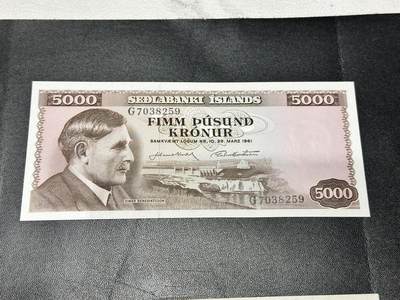 5000 SEÐLABANKI ÍSLANDS 5000
G7038259
FIMM ÞÚSUND
KRÓNUR
SAMKVÆMT LÖGUM NR. 10, 29. MARZ 1961
EINAR BENEDIKTSSON
G7038259
5000